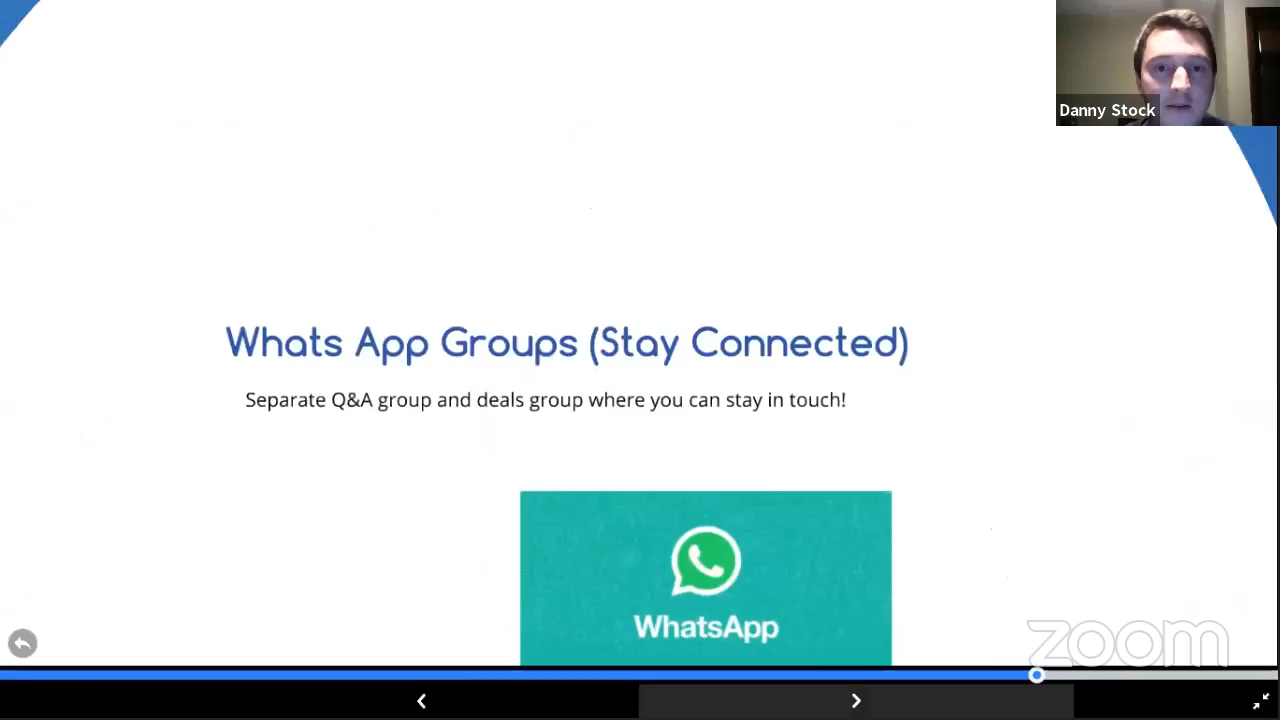 Danny Stock
Whats App Groups (Stay Connected)
Separate Q&A group and deals group where you can stay in touch!
WhatsApp
zoom